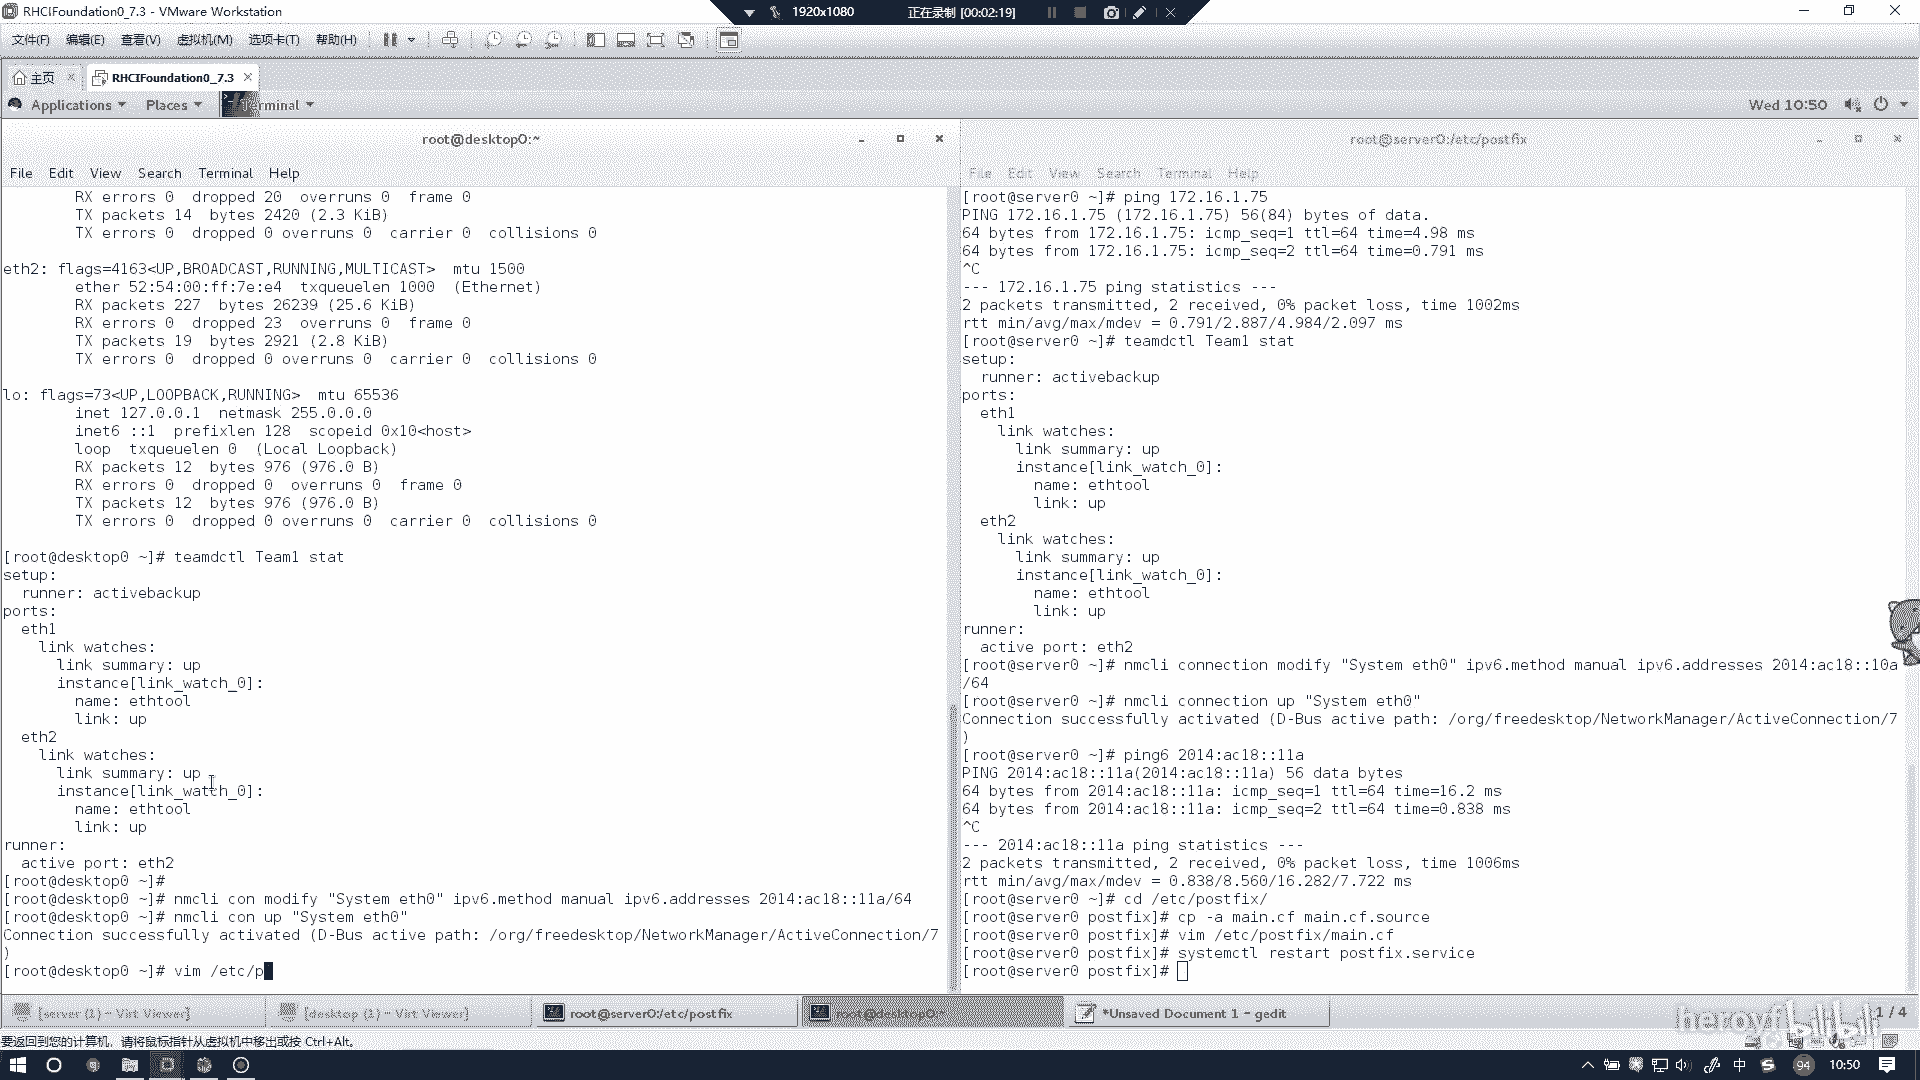 RHCIFoundation0_7.3 - VMware Workstation
1920x1080
正在录制 [00:02:19]
文件(F) 编辑(E) 查看(V) 虚拟机(M) 选项卡(T) 帮助(H)
主页
RHCIFoundation0_7.3
Applications Places Terminal
Wed 10:50
root@desktop0:~
File Edit View Search Terminal Help
RX errors 0  dropped 20  overruns 0  frame 0
TX packets 14  bytes 2420 (2.3 KiB)
TX errors 0  dropped 0 overruns 0  carrier 0  collisions 0
eth2: flags=4163<UP,BROADCAST,RUNNING,MULTICAST>  mtu 1500
ether 52:54:00:ff:7e:e4  txqueuelen 1000  (Ethernet)
RX packets 227  bytes 26239 (25.6 KiB)
RX errors 0  dropped 23  overruns 0  frame 0
TX packets 19  bytes 2921 (2.8 KiB)
TX errors 0  dropped 0 overruns 0  carrier 0  collisions 0
lo: flags=73<UP,LOOPBACK,RUNNING>  mtu 65536
inet 127.0.0.1  netmask 255.0.0.0
inet6 ::1  prefixlen 128  scopeid 0x10<host>
loop  txqueuelen 0  (Local Loopback)
RX packets 12  bytes 976 (976.0 B)
RX errors 0  dropped 0  overruns 0  frame 0
TX packets 12  bytes 976 (976.0 B)
TX errors 0  dropped 0 overruns 0  carrier 0  collisions 0
[root@desktop0 ~]# teamdctl Team1 stat
setup:
runner: activebackup
ports:
eth1
link watches:
link summary: up
instance[link_watch_0]:
name: ethtool
link: up
eth2
link watches:
link summary: up
instance[link_watch_0]:
name: ethtool
link: up
runner:
active port: eth2
[root@desktop0 ~]#
[root@desktop0 ~]# nmcli con modify "System eth0" ipv6.method manual ipv6.addresses 2014:ac18::11a/64
[root@desktop0 ~]# nmcli con up "System eth0"
Connection successfully activated (D-Bus active path: /org/freedesktop/NetworkManager/ActiveConnection/7
)
[root@desktop0 ~]# vim /etc/p
root@server0:/etc/postfix
File Edit View Search Terminal Help
[root@server0 ~]# ping 172.16.1.75
PING 172.16.1.75 (172.16.1.75) 56(84) bytes of data.
64 bytes from 172.16.1.75: icmp_seq=1 ttl=64 time=4.98 ms
64 bytes from 172.16.1.75: icmp_seq=2 ttl=64 time=0.791 ms
^C
--- 172.16.1.75 ping statistics ---
2 packets transmitted, 2 received, 0% packet loss, time 1002ms
rtt min/avg/max/mdev = 0.791/2.887/4.984/2.097 ms
[root@server0 ~]# teamdctl Team1 stat
setup:
runner: activebackup
ports:
eth1
link watches:
link summary: up
instance[link_watch_0]:
name: ethtool
link: up
eth2
link watches:
link summary: up
instance[link_watch_0]:
name: ethtool
link: up
runner:
active port: eth2
[root@server0 ~]# nmcli connection modify "System eth0" ipv6.method manual ipv6.addresses 2014:ac18::10a
/64
[root@server0 ~]# nmcli connection up "System eth0"
Connection successfully activated (D-Bus active path: /org/freedesktop/NetworkManager/ActiveConnection/7
)
[root@server0 ~]# ping6 2014:ac18::11a
PING 2014:ac18::11a(2014:ac18::11a) 56 data bytes
64 bytes from 2014:ac18::11a: icmp_seq=1 ttl=64 time=16.2 ms
64 bytes from 2014:ac18::11a: icmp_seq=2 ttl=64 time=0.838 ms
^C
--- 2014:ac18::11a ping statistics ---
2 packets transmitted, 2 received, 0% packet loss, time 1006ms
rtt min/avg/max/mdev = 0.838/8.560/16.282/7.722 ms
[root@server0 ~]# cd /etc/postfix/
[root@server0 postfix]# cp -a main.cf main.cf.source
[root@server0 postfix]# vim /etc/postfix/main.cf
[root@server0 postfix]# systemctl restart postfix.service
[root@server0 postfix]#
[server (1) - Virt Viewer]
[desktop (1) - Virt Viewer]
root@server0:/etc/postfix
root@desktop0:~
*Unsaved Document 1 - gedit
1 / 4
bilibili
要返回到您的计算机，请将鼠标指针从虚拟机中移出或按 Ctrl+Alt。
中
94
10:50